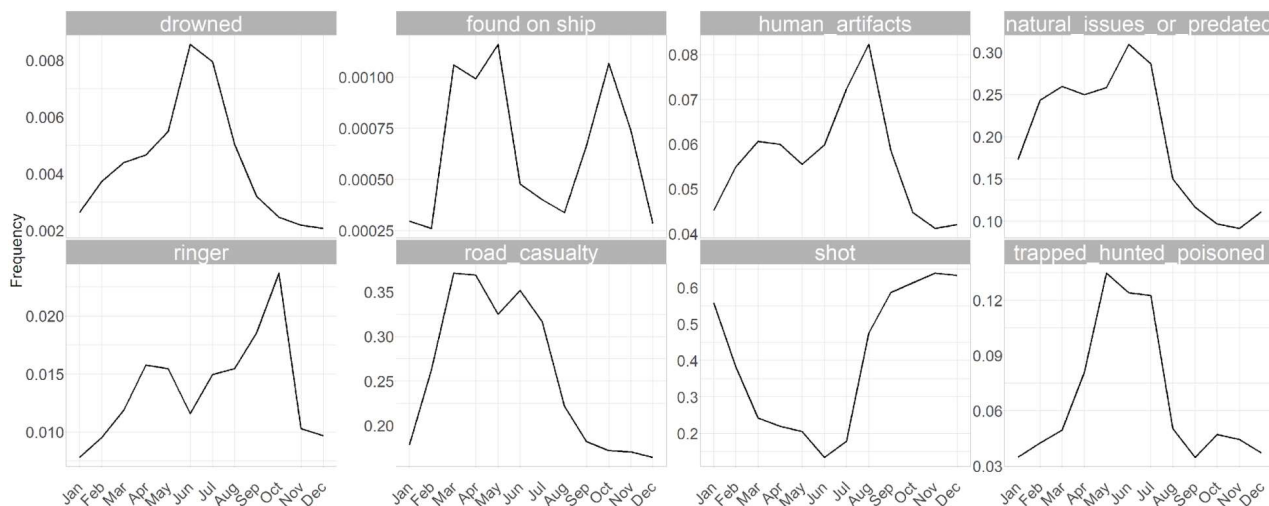 drowned
found on ship
human_artifacts
natural_issues_or_predated
0.008
0.006
0.004
0.002
0.00100
0.00075
0.00050
0.00025
0.08
0.07
0.06
0.05
0.04
0.30
0.25
0.20
0.15
0.10
Frequency
ringer
road_casualty
shot
trapped_hunted_poisoned
0.020
0.015
0.010
0.35
0.30
0.25
0.20
0.6
0.5
0.4
0.3
0.2
0.12
0.09
0.06
0.03
Jan Feb Mar Apr May Jun Jul Aug Sep Oct Nov Dec
Jan Feb Mar Apr May Jun Jul Aug Sep Oct Nov Dec
Jan Feb Mar Apr May Jun Jul Aug Sep Oct Nov Dec
Jan Feb Mar Apr May Jun Jul Aug Sep Oct Nov Dec